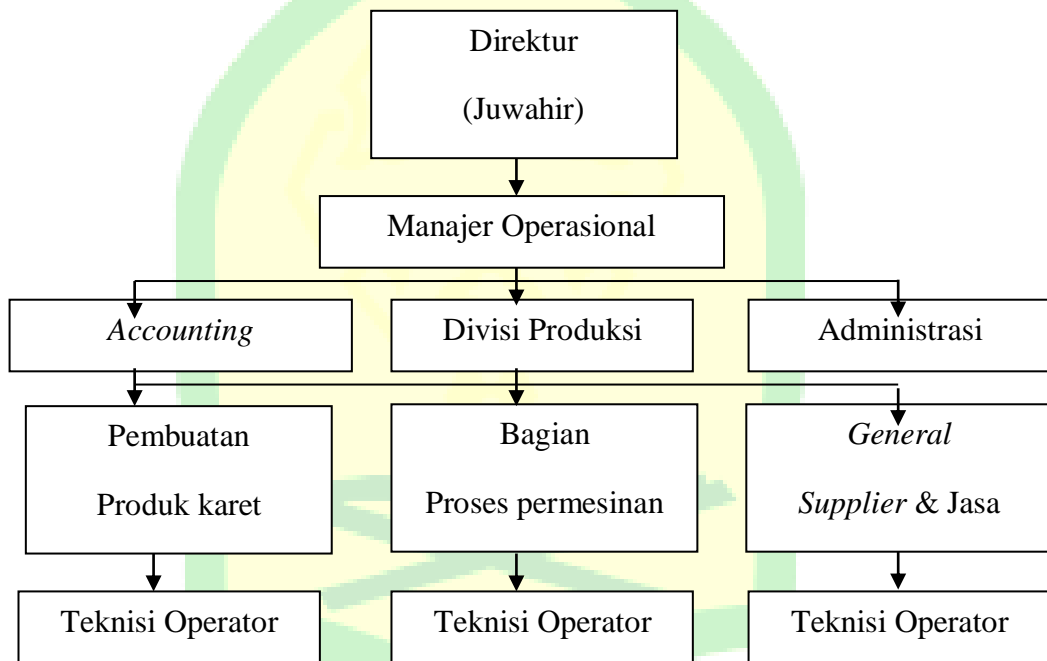 Direktur
(Juwahir)
Manajer Operasional
Accounting
Divisi Produksi
Administrasi
Pembuatan
Produk karet
Bagian
Proses permesinan
General
Supplier & Jasa
Teknisi Operator
Teknisi Operator
Teknisi Operator